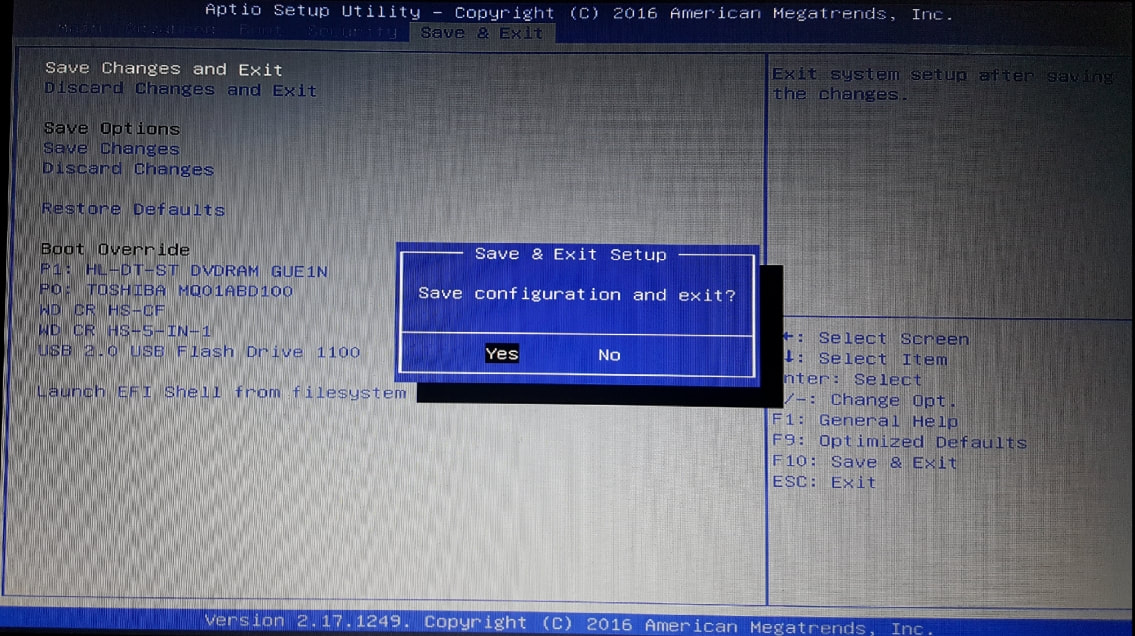 Aptio Setup Utility - Copyright (C) 2016 American Megatrends, Inc.
Security Save & Exit
Save Changes and Exit
Discard Changes and Exit
Save Options
Save Changes
Discard Changes
Restore Defaults
Boot Override
P1: HL-DT-ST DVDRAM GUE1N
P0: TOSHIBA MQ01ABD100
WD CR HS-CF
WD CR HS-5-IN-1
USB 2.0 USB Flash Drive 1100
Launch EFI Shell from filesystem
Save & Exit Setup
Save configuration and exit?
Yes No
Exit system setup after saving
the changes.
←: Select Screen
↓: Select Item
nter: Select
/-: Change Opt.
F1: General Help
F9: Optimized Defaults
F10: Save & Exit
ESC: Exit
Version 2.17.1249. Copyright (C) 2016 American Megatrends, Inc.